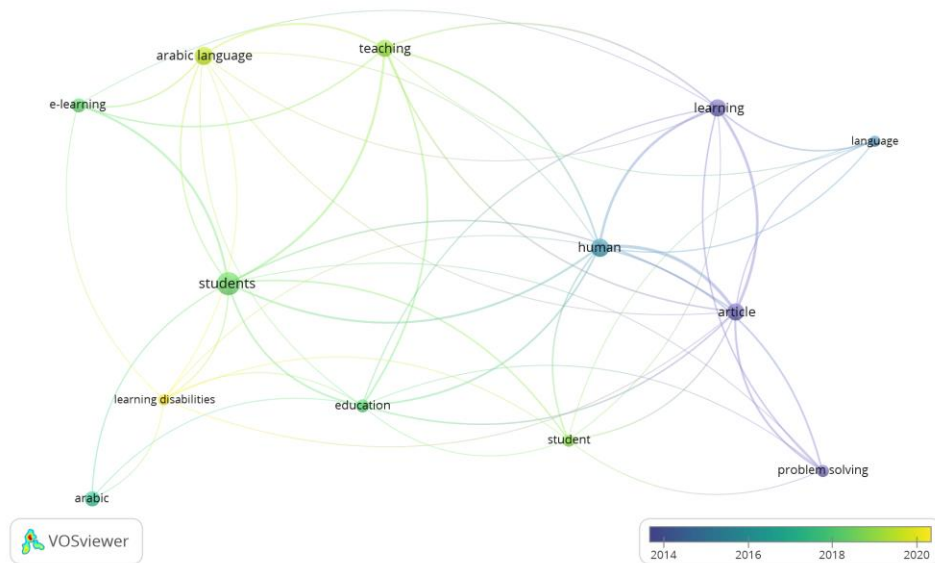 teaching
arabic language
e-learning
learning
language
human
students
article
learning disabilities
education
student
problem solving
arabic
VOSviewer
2014 2016 2018 2020